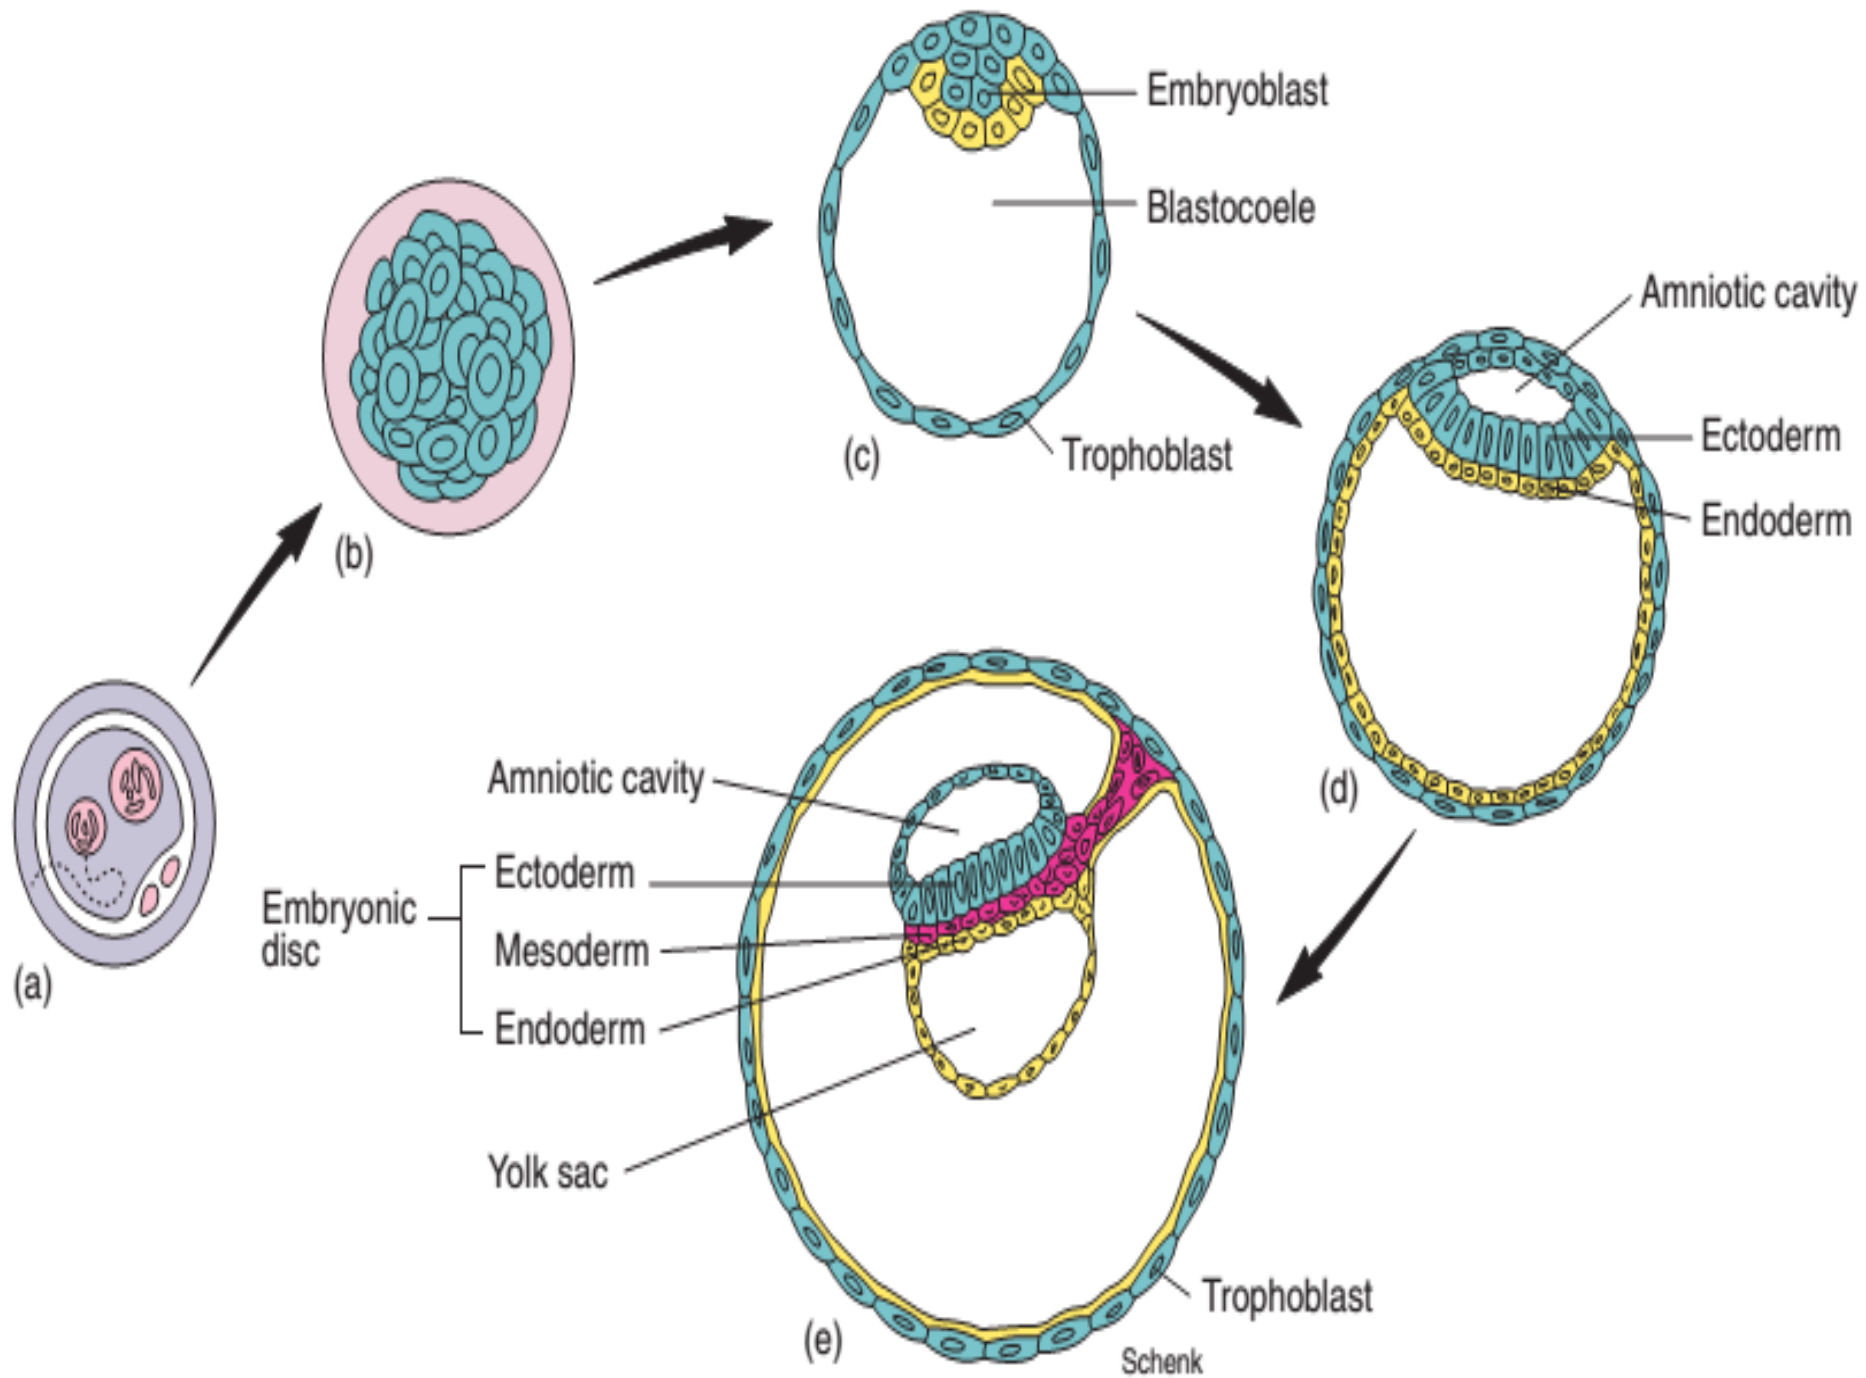 Embryoblast
Blastocoele
(c)
Trophoblast
(b)
Amniotic cavity
Ectoderm
Endoderm
(d)
(a)
Amniotic cavity
Ectoderm
Embryonic
disc
Mesoderm
Endoderm
Yolk sac
Trophoblast
(e)
Schenk